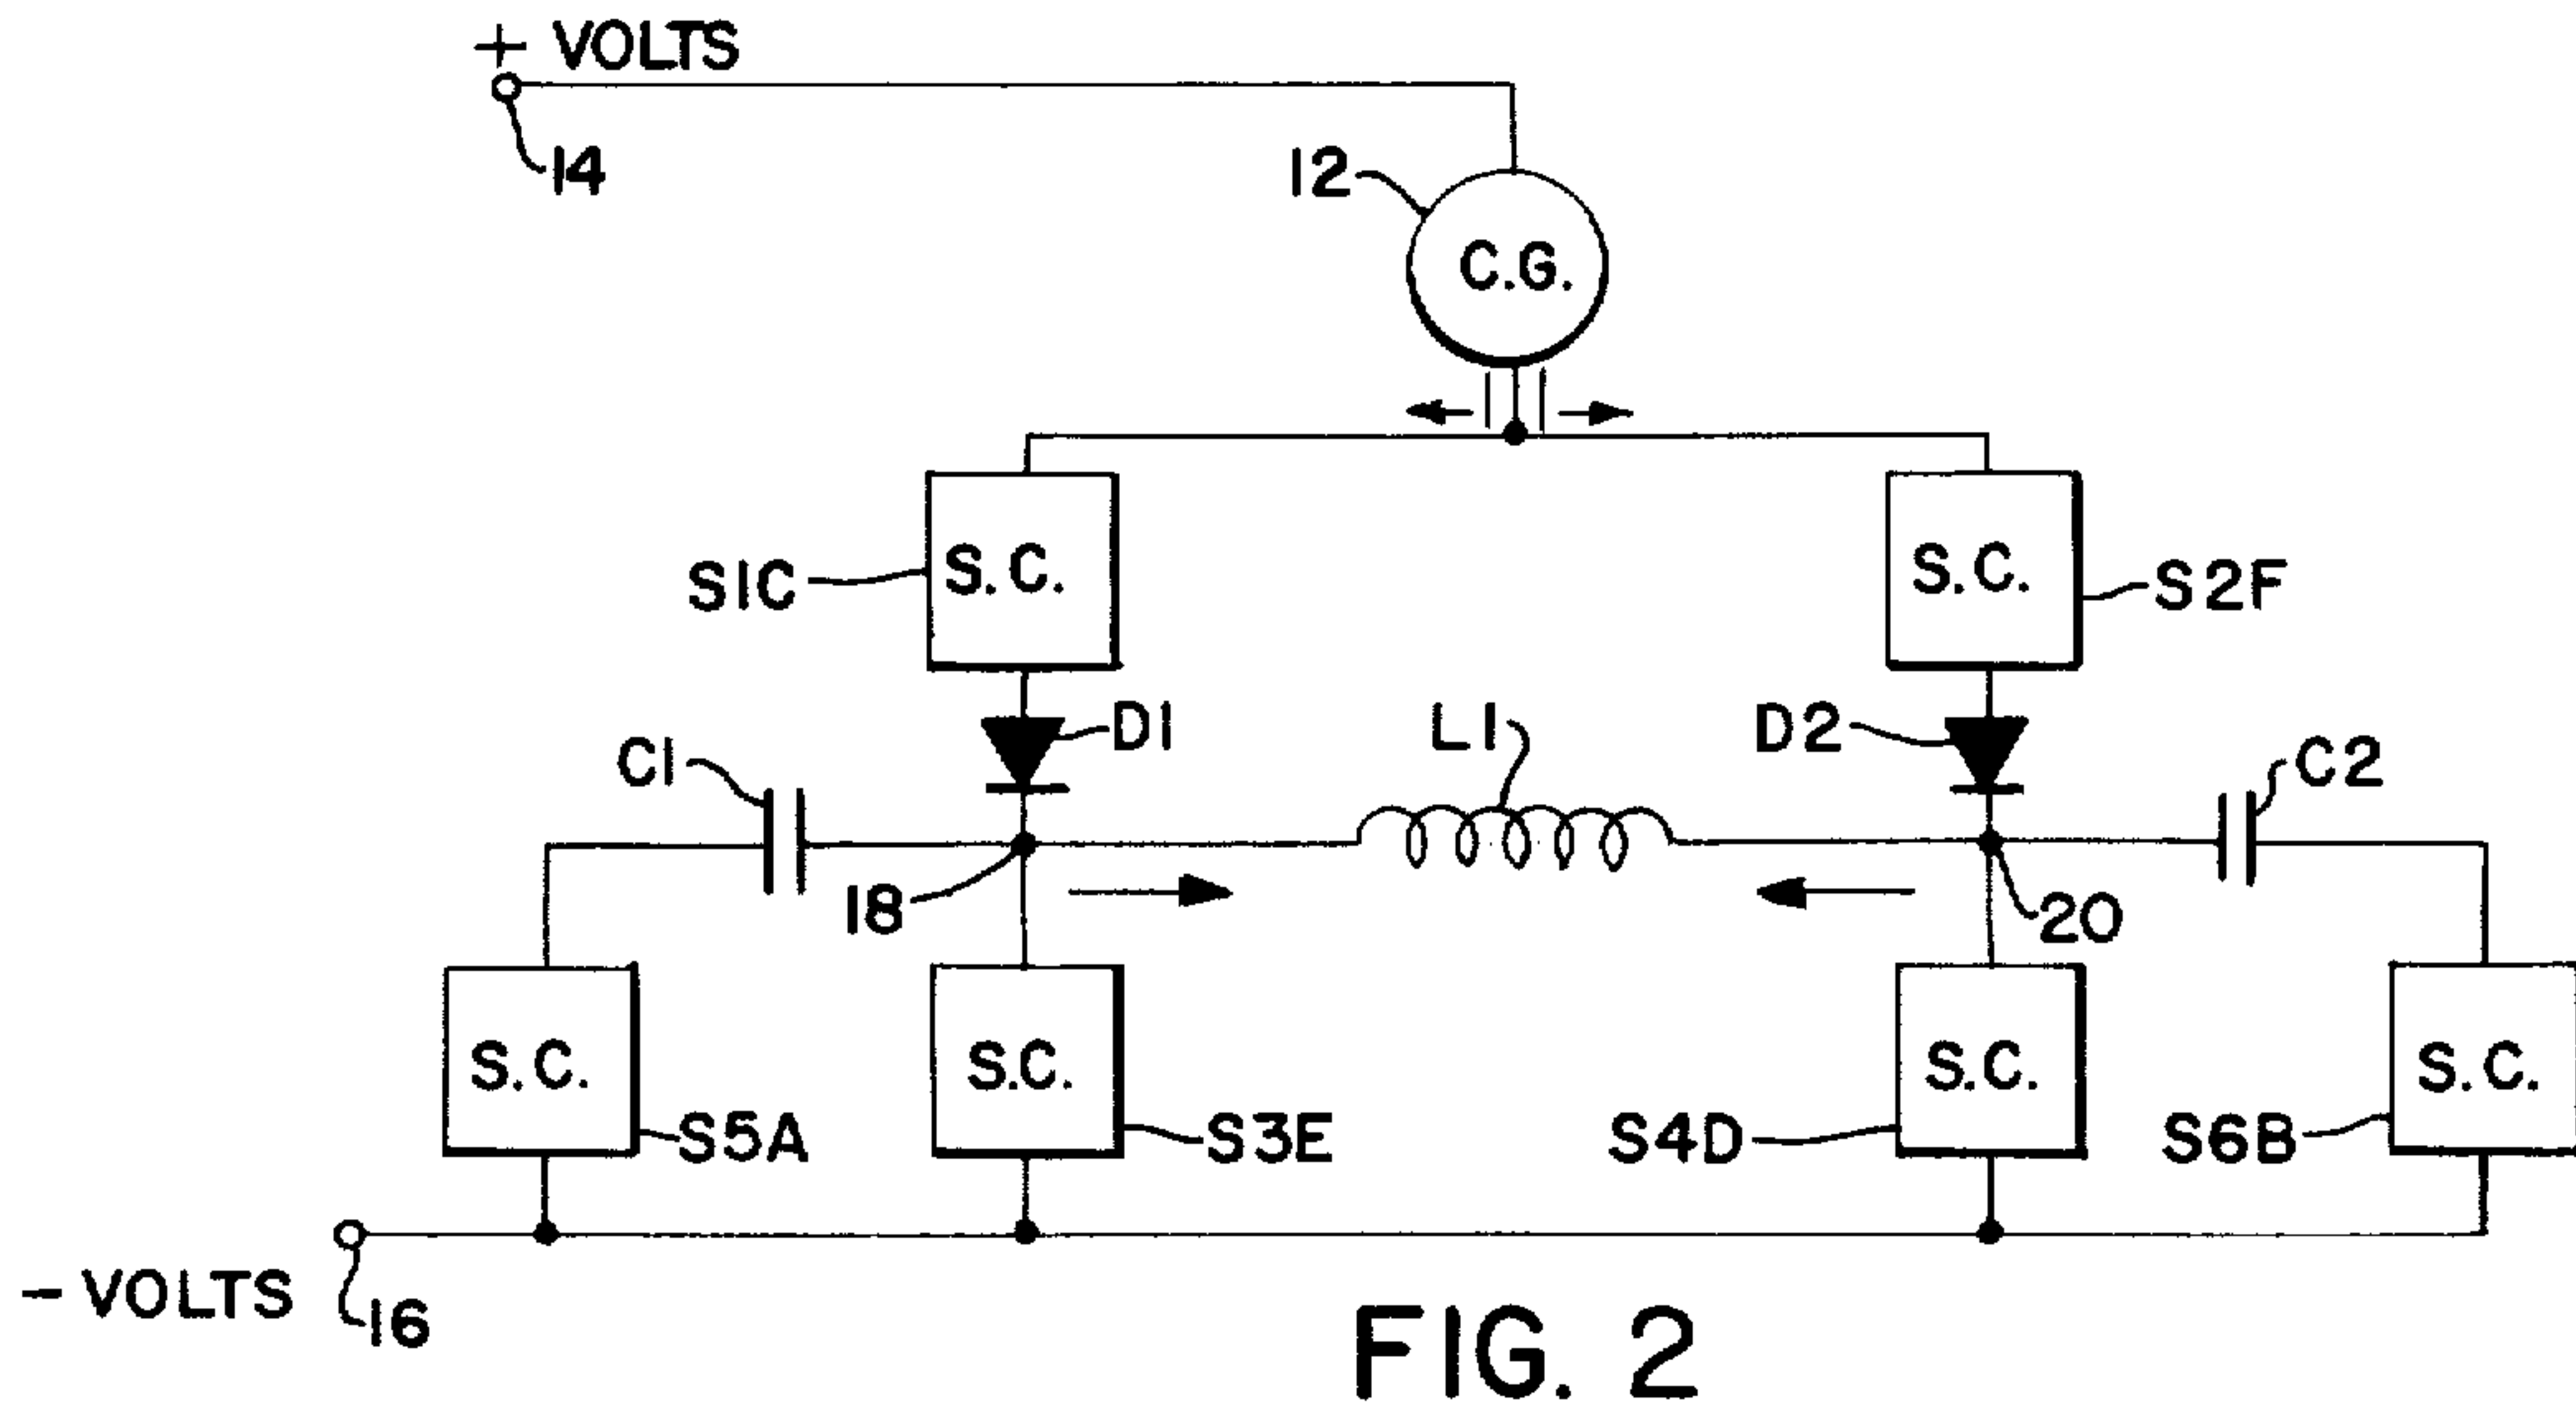 + VOLTS
14
12
C.G.
S1C
S.C.
S.C.
S2F
C1
D1
L1
D2
C2
18
20
S.C.
S.C.
S.C.
S.C.
S5A
S3E
S4D
S6B
- VOLTS
16
FIG. 2